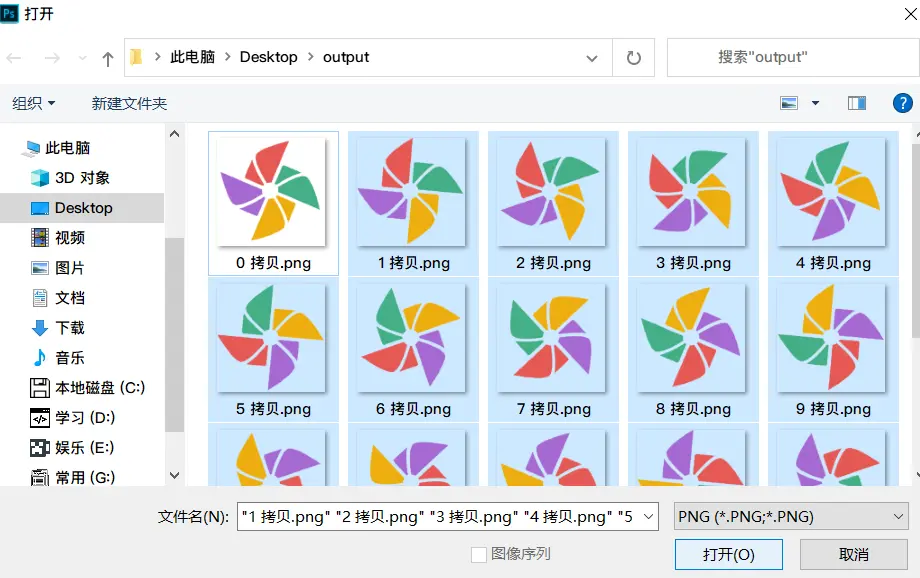 Ps 打开
此电脑 Desktop output 搜索"output"
组织 新建文件夹
此电脑
3D 对象
Desktop
视频
图片
文档
下载
音乐
本地磁盘 (C:)
学习 (D:)
娱乐 (E:)
常用 (G:)
0 拷贝.png 1 拷贝.png 2 拷贝.png 3 拷贝.png 4 拷贝.png
5 拷贝.png 6 拷贝.png 7 拷贝.png 8 拷贝.png 9 拷贝.png
文件名(N): "1 拷贝.png" "2 拷贝.png" "3 拷贝.png" "4 拷贝.png" "5 PNG (*.PNG;*.PNG)
图像序列
打开(O) 取消